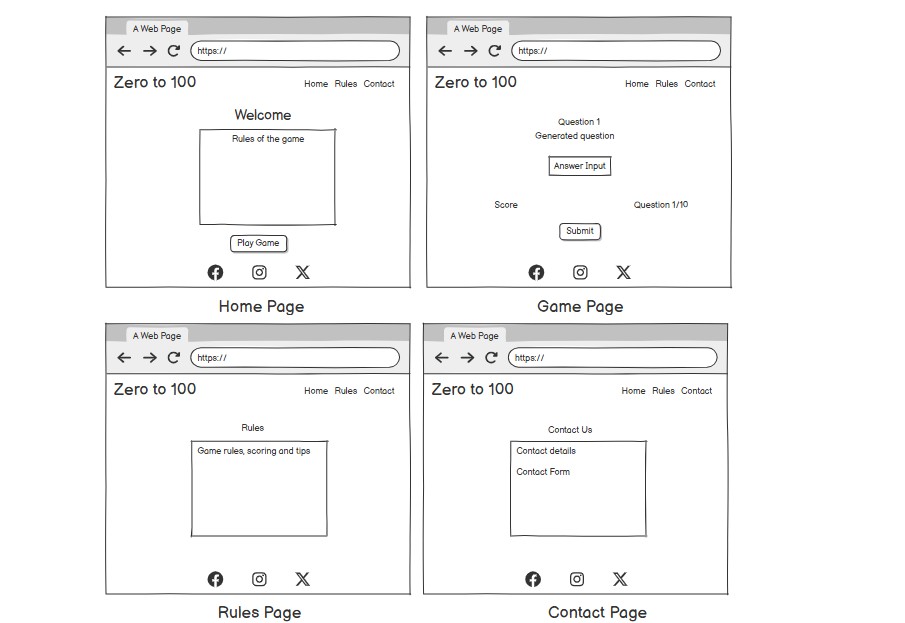 A Web Page
https://
Zero to 100
Home Rules Contact
Welcome
Rules of the game
Play Game
Home Page
A Web Page
https://
Zero to 100
Home Rules Contact
Question 1
Generated question
Answer Input
Score
Question 1/10
Submit
Game Page
A Web Page
https://
Zero to 100
Home Rules Contact
Rules
Game rules, scoring and tips
Rules Page
A Web Page
https://
Zero to 100
Home Rules Contact
Contact Us
Contact details
Contact Form
Contact Page